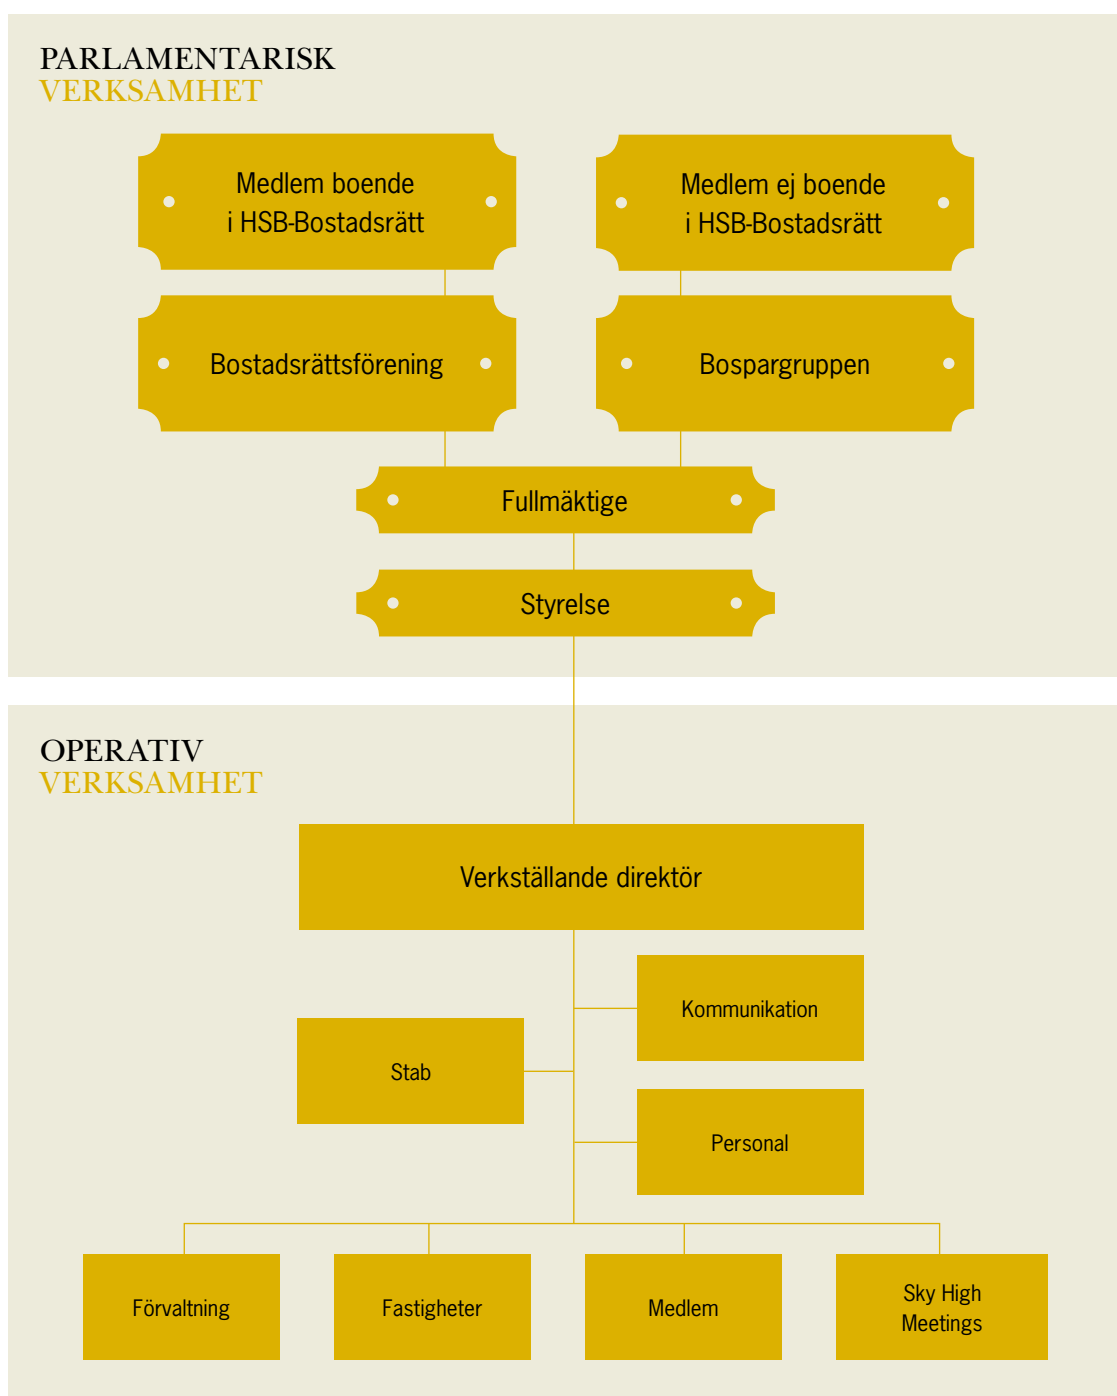 PARLAMENTARISK
VERKSAMHET
Medlem boende
i HSB-Bostadsrätt
Medlem ej boende
i HSB-Bostadsrätt
Bostadsrättsförening
Bospargruppen
Fullmäktige
Styrelse
OPERATIV
VERKSAMHET
Verkställande direktör
Kommunikation
Stab
Personal
Förvaltning
Fastigheter
Medlem
Sky High
Meetings